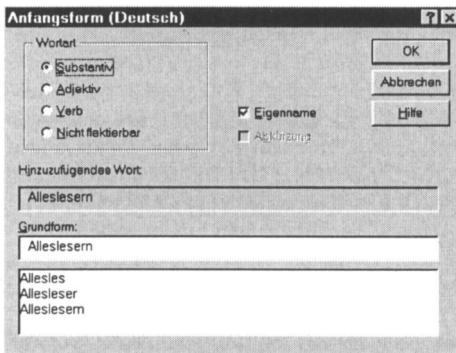 Anfangsform (Deutsch)
Wortart
Substantiv
Adjektiv
Verb
Nicht flektierbar
Eigenname
Abkürzung
OK
Abbrechen
Hilfe
Hinzuzufügendes Wort:
Alleslesern
Grundform:
Alleslesern
Allesles
Allesleser
Alleslesern